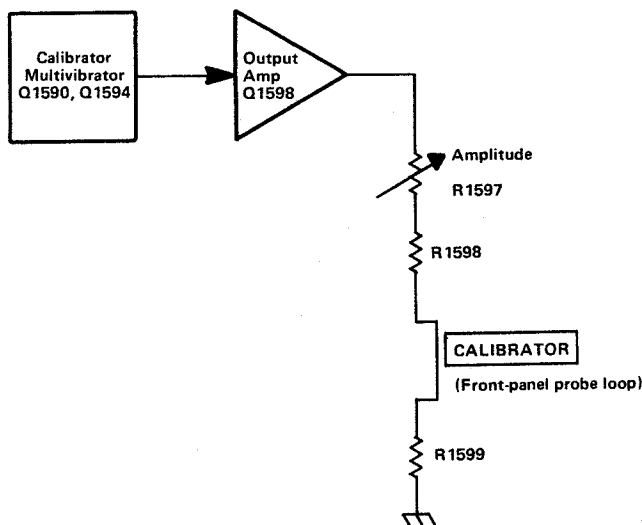 Calibrator
Multivibrator
Q1590, Q1594
Output
Amp
Q1598
Amplitude
R1597
R1598
CALIBRATOR
(Front-panel probe loop)
R1599